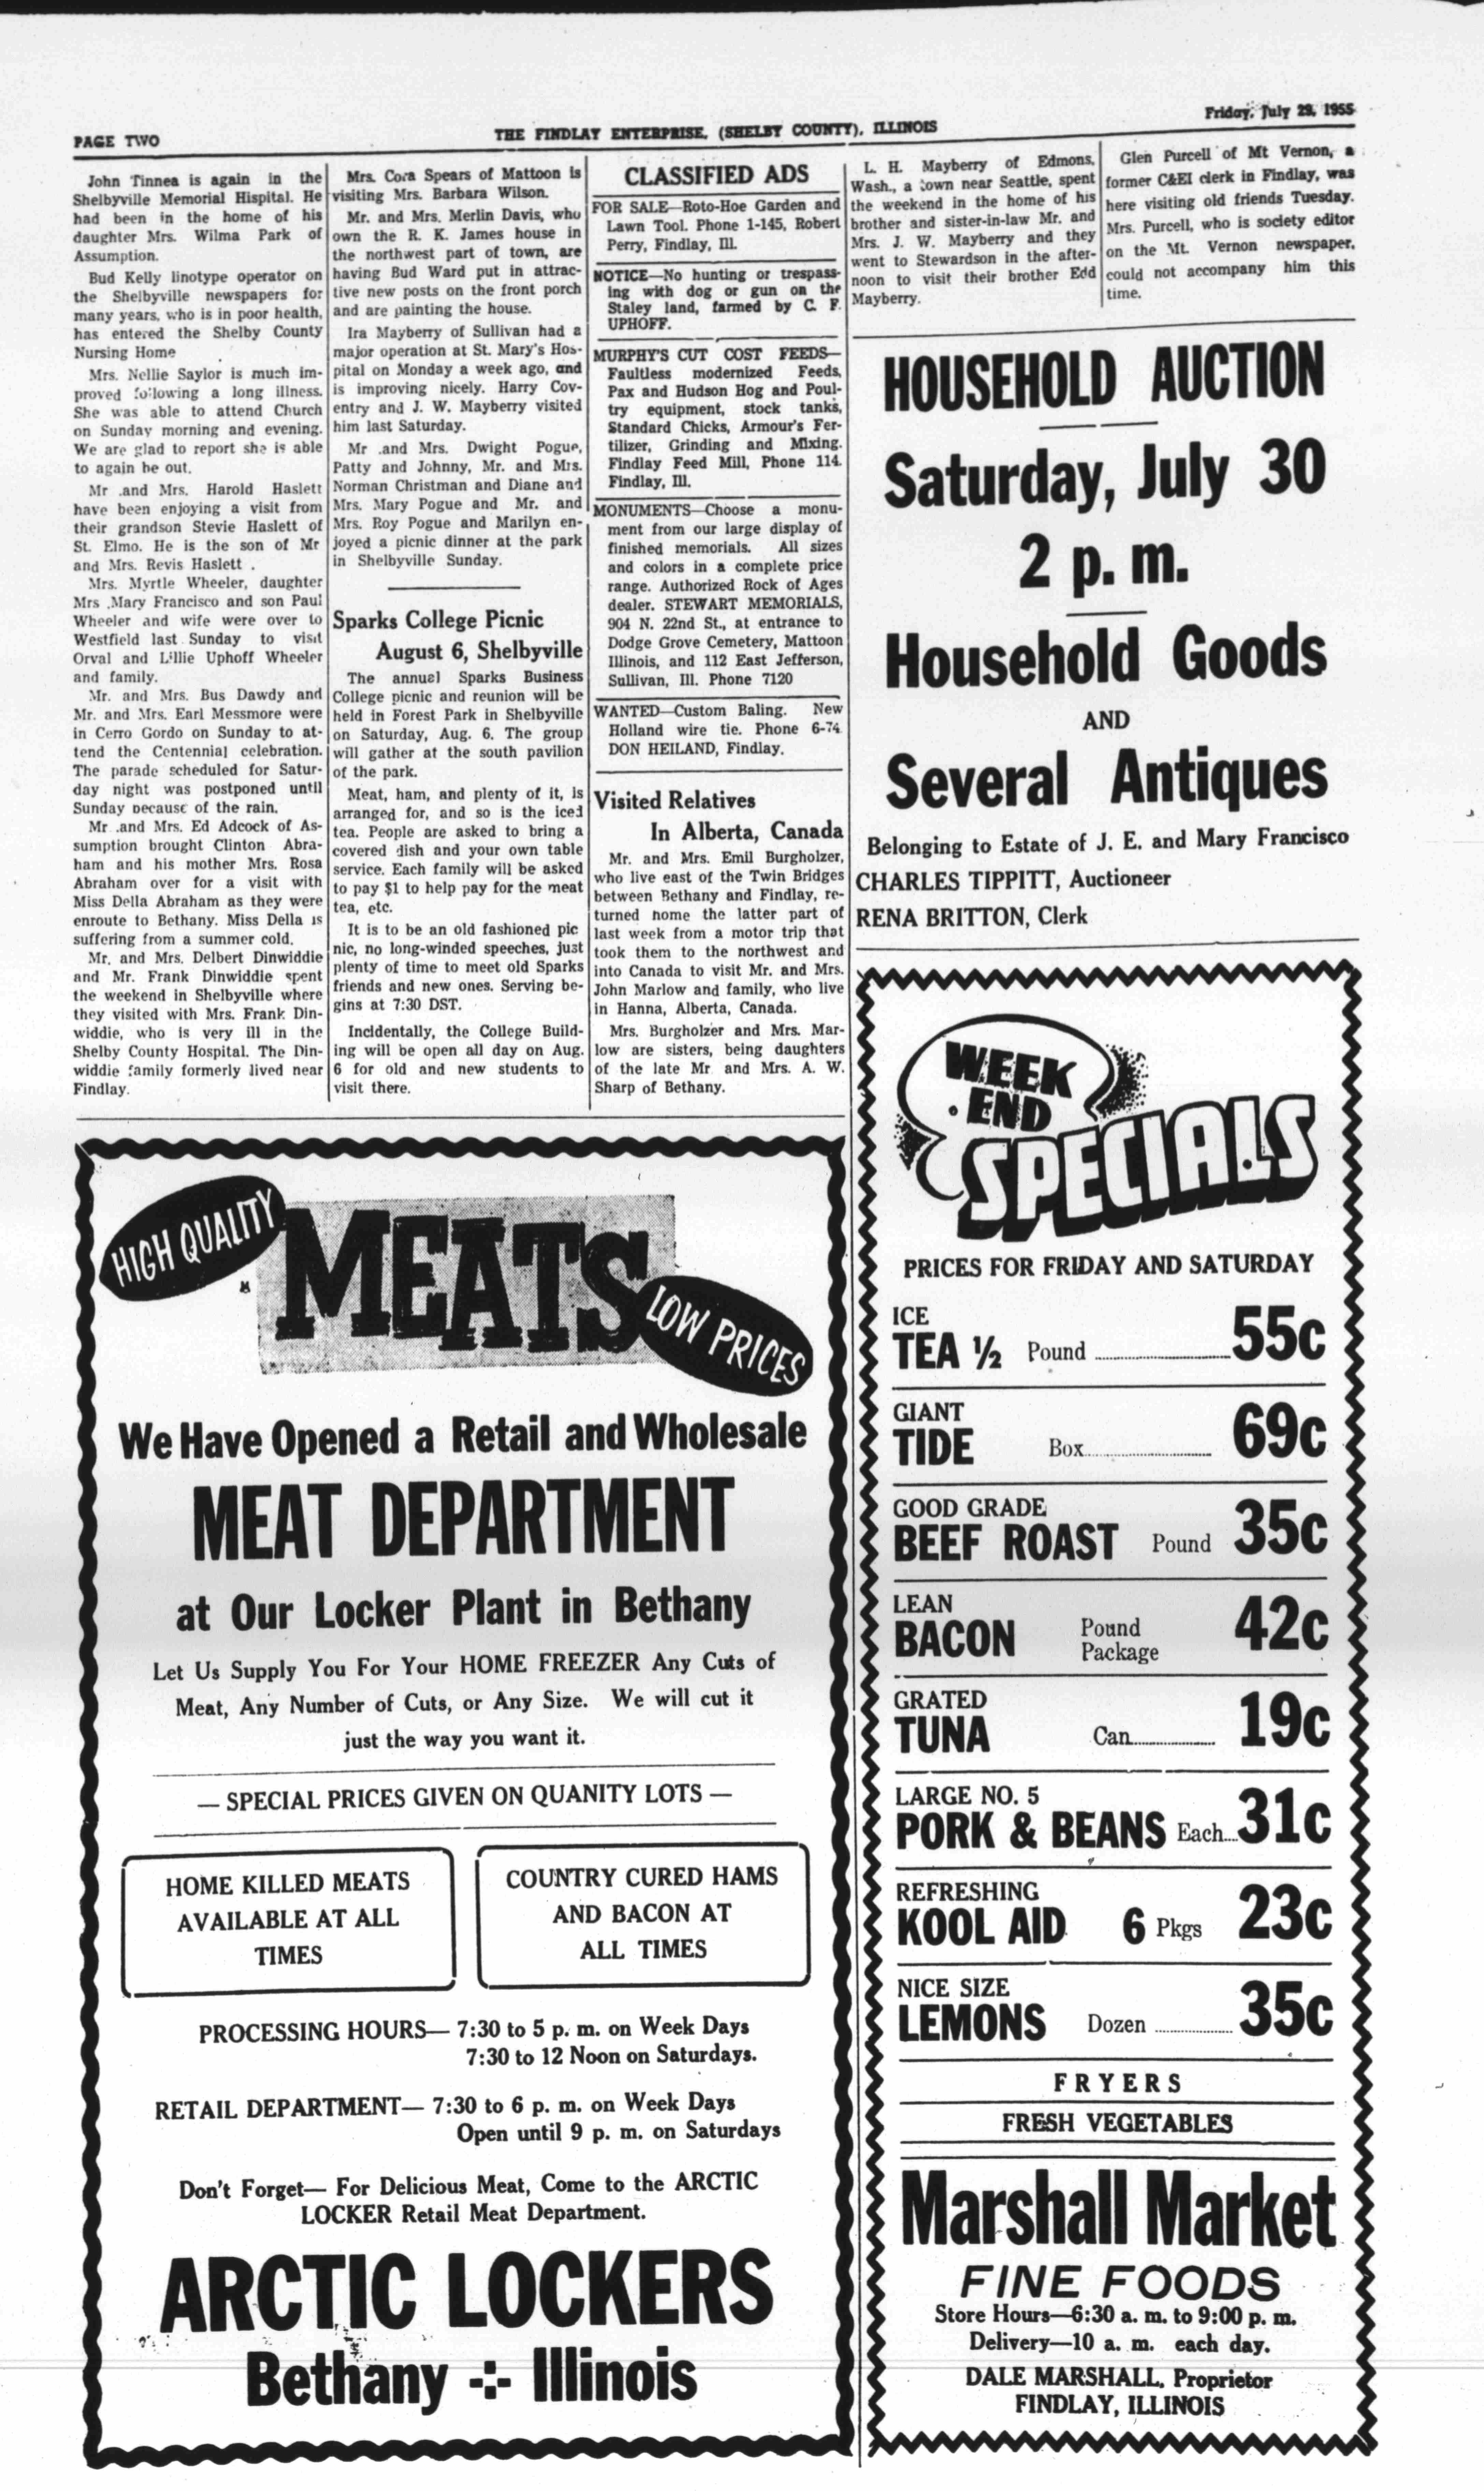 PAGE TWO
THE FINDLAY ENTERPRISE, (SHELBY COUNTY), ILLINOIS
Friday, July 29, 1955
John Tinnea is again in the
Shelbyville Memorial Hispital. He
had been in the home of his
daughter Mrs. Wilma Park of
Assumption.
Bud Kelly linotype operator on
the Shelbyville newspapers for
many years, who is in poor health,
has entered the Shelby County
Nursing Home
Mrs. Nellie Saylor is much im-
proved following a long illness.
She was able to attend Church
on Sunday morning and evening.
We are glad to report she is able
to again be out.
Mr .and Mrs. Harold Haslett
have been enjoying a visit from
their grandson Stevie Haslett of
St. Elmo. He is the son of Mr
and Mrs. Revis Haslett .
Mrs. Myrtle Wheeler, daughter
Mrs .Mary Francisco and son Paul
Wheeler and wife were over to
Westfield last Sunday to visit
Orval and Lillie Uphoff Wheeler
and family.
Mr. and Mrs. Bus Dawdy and
Mr. and Mrs. Earl Messmore were
in Cerro Gordo on Sunday to at-
tend the Centennial celebration.
The parade scheduled for Satur-
day night was postponed until
Sunday because of the rain.
Mr .and Mrs. Ed Adcock of As-
sumption brought Clinton Abra-
ham and his mother Mrs. Rosa
Abraham over for a visit with
Miss Della Abraham as they were
enroute to Bethany. Miss Della is
suffering from a summer cold.
Mr. and Mrs. Delbert Dinwiddie
and Mr. Frank Dinwiddie spent
the weekend in Shelbyville where
they visited with Mrs. Frank Din-
widdie, who is very ill in the
Shelby County Hospital. The Din-
widdie family formerly lived near
Findlay.
Mrs. Cora Spears of Mattoon is
visiting Mrs. Barbara Wilson.
Mr. and Mrs. Merlin Davis, who
own the R. K. James house in
the northwest part of town, are
having Bud Ward put in attrac-
tive new posts on the front porch
and are painting the house.
Ira Mayberry of Sullivan had a
major operation at St. Mary's Hos-
pital on Monday a week ago, and
is improving nicely. Harry Cov-
entry and J. W. Mayberry visited
him last Saturday.
Mr .and Mrs. Dwight Pogue,
Patty and Johnny, Mr. and Mrs.
Norman Christman and Diane and
Mrs. Mary Pogue and Mr. and
Mrs. Roy Pogue and Marilyn en-
joyed a picnic dinner at the park
in Shelbyville Sunday.
Sparks College Picnic
August 6, Shelbyville
The annual Sparks Business
College picnic and reunion will be
held in Forest Park in Shelbyville
on Saturday, Aug. 6. The group
will gather at the south pavilion
of the park.
Meat, ham, and plenty of it, is
arranged for, and so is the iced
tea. People are asked to bring a
covered dish and your own table
service. Each family will be asked
to pay $1 to help pay for the meat
tea, etc.
It is to be an old fashioned pic
nic, no long-winded speeches, just
plenty of time to meet old Sparks
friends and new ones. Serving be-
gins at 7:30 DST.
Incidentally, the College Build-
ing will be open all day on Aug.
6 for old and new students to
visit there.
CLASSIFIED ADS
FOR SALE—Roto-Hoe Garden and
Lawn Tool. Phone 1-145, Robert
Perry, Findlay, Ill.
NOTICE—No hunting or trespass-
ing with dog or gun on the
Staley land, farmed by C. F.
UPHOFF.
MURPHY'S CUT COST FEEDS—
Faultless modernized Feeds,
Pax and Hudson Hog and Poul-
try equipment, stock tanks,
Standard Chicks, Armour's Fer-
tilizer, Grinding and Mixing.
Findlay Feed Mill, Phone 114.
Findlay, Ill.
MONUMENTS—Choose a monu-
ment from our large display of
finished memorials. All sizes
and colors in a complete price
range. Authorized Rock of Ages
dealer. STEWART MEMORIALS,
904 N. 22nd St., at entrance to
Dodge Grove Cemetery, Mattoon
Illinois, and 112 East Jefferson,
Sullivan, Ill. Phone 7120
WANTED—Custom Baling. New
Holland wire tie. Phone 6-74
DON HEILAND, Findlay.
Visited Relatives
In Alberta, Canada
Mr. and Mrs. Emil Burgholzer,
who live east of the Twin Bridges
between Bethany and Findlay, re-
turned home the latter part of
last week from a motor trip that
took them to the northwest and
into Canada to visit Mr. and Mrs.
John Marlow and family, who live
in Hanna, Alberta, Canada.
Mrs. Burgholzer and Mrs. Mar-
low are sisters, being daughters
of the late Mr and Mrs. A. W.
Sharp of Bethany.
L. H. Mayberry of Edmons,
Wash., a town near Seattle, spent
the weekend in the home of his
brother and sister-in-law Mr. and
Mrs. J. W. Mayberry and they
went to Stewardson in the after-
noon to visit their brother Edd
Mayberry.
Glen Purcell of Mt Vernon, a
former C&EI clerk in Findlay, was
here visiting old friends Tuesday.
Mrs. Purcell, who is society editor
on the Mt. Vernon newspaper,
could not accompany him this
time.
HOUSEHOLD AUCTION
Saturday, July 30
2 p. m.
Household Goods
AND
Several Antiques
Belonging to Estate of J. E. and Mary Francisco
CHARLES TIPPITT, Auctioneer
RENA BRITTON, Clerk
HIGH QUALITY
MEATS
LOW PRICES
We Have Opened a Retail and Wholesale
MEAT DEPARTMENT
at Our Locker Plant in Bethany
Let Us Supply You For Your HOME FREEZER Any Cuts of
Meat, Any Number of Cuts, or Any Size. We will cut it
just the way you want it.
— SPECIAL PRICES GIVEN ON QUANITY LOTS —
HOME KILLED MEATS
AVAILABLE AT ALL
TIMES
COUNTRY CURED HAMS
AND BACON AT
ALL TIMES
PROCESSING HOURS— 7:30 to 5 p. m. on Week Days
7:30 to 12 Noon on Saturdays.
RETAIL DEPARTMENT— 7:30 to 6 p. m. on Week Days
Open until 9 p. m. on Saturdays
Don't Forget— For Delicious Meat, Come to the ARCTIC
LOCKER Retail Meat Department.
ARCTIC LOCKERS
Bethany -:- Illinois
WEEK
END
SPECIALS
PRICES FOR FRIDAY AND SATURDAY
ICE
TEA ½ Pound 55c
GIANT
TIDE Box 69c
GOOD GRADE
BEEF ROAST Pound 35c
LEAN
BACON Pound Package 42c
GRATED
TUNA Can 19c
LARGE NO. 5
PORK & BEANS Each 31c
REFRESHING
KOOL AID 6 Pkgs 23c
NICE SIZE
LEMONS Dozen 35c
FRYERS
FRESH VEGETABLES
Marshall Market
FINE FOODS
Store Hours—6:30 a. m. to 9:00 p. m.
Delivery—10 a. m. each day.
DALE MARSHALL, Proprietor
FINDLAY, ILLINOIS